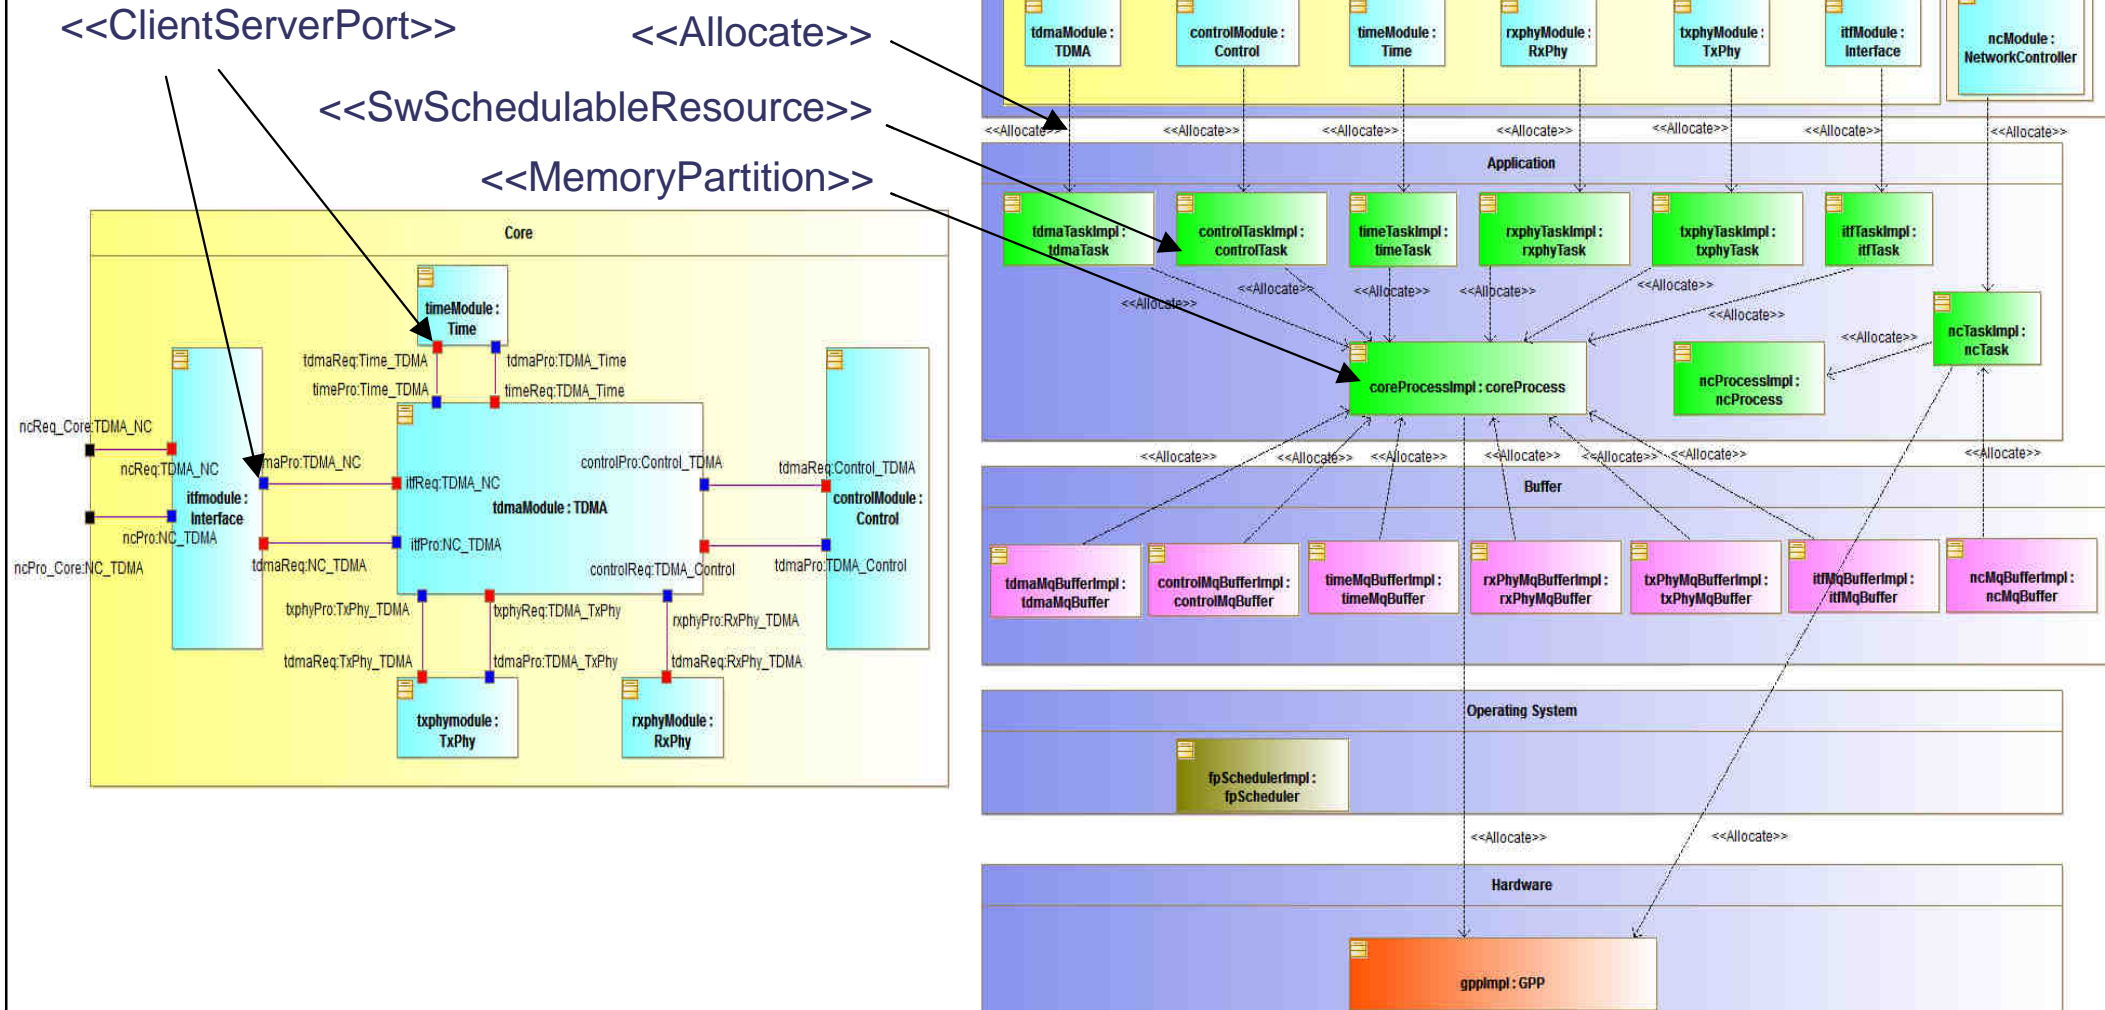 <<ClientServerPort>>
<<Allocate>>
<<SwSchedulableResource>>
<<MemoryPartition>>
Core
timeModule :
Time
tdmaReq:Time_TDMA
tdmaPro:TDMA_Time
timePro:Time_TDMA
timeReq:TDMA_Time
ncReq_Core:TDMA_NC
ncReq:TDMA_NC
maPro:TDMA_NC
itfReq:TDMA_NC
controlPro:Control_TDMA
tdmaReq:Control_TDMA
itfmodule :
Interface
tdmaModule : TDMA
controlModule :
Control
ncPro:NC_TDMA
itfPro:NC_TDMA
ncPro_Core:NC_TDMA
tdmaReq:NC_TDMA
controlReq:TDMA_Control
tdmaPro:TDMA_Control
txphyPro:TxPhy_TDMA
txphyReq:TDMA_TxPhy
rxphyPro:RxPhy_TDMA
tdmaReq:TxPhy_TDMA
tdmaPro:TDMA_TxPhy
tdmaReq:RxPhy_TDMA
txphymodule :
TxPhy
rxphyModule :
RxPhy
tdmaModule :
TDMA
controlModule :
Control
timeModule :
Time
rxphyModule :
RxPhy
txphyModule :
TxPhy
itfModule :
Interface
ncModule :
NetworkController
<<Allocate>>
<<Allocate>>
<<Allocate>>
<<Allocate>>
<<Allocate>>
<<Allocate>>
<<Allocate>>
Application
tdmaTaskImpl :
tdmaTask
controlTaskImpl :
controlTask
timeTaskImpl :
timeTask
rxphyTaskImpl :
rxphyTask
txphyTaskImpl :
txphyTask
itfTaskImpl :
itfTask
<<Allocate>>
<<Allocate>>
<<Allocate>>
<<Allocate>>
<<Allocate>>
<<Allocate>>
<<Allocate>>
ncTaskImpl :
ncTask
coreProcessImpl : coreProcess
ncProcessImpl :
ncProcess
<<Allocate>>
<<Allocate>>
<<Allocate>>
<<Allocate>>
<<Allocate>>
<<Allocate>>
<<Allocate>>
Buffer
tdmaMqBufferImpl :
tdmaMqBuffer
controlMqBufferImpl :
controlMqBuffer
timeMqBufferImpl :
timeMqBuffer
rxPhyMqBufferImpl :
rxPhyMqBuffer
txPhyMqBufferImpl :
txPhyMqBuffer
itfMqBufferImpl :
itfMqBuffer
ncMqBufferImpl :
ncMqBuffer
Operating System
fpSchedulerImpl :
fpScheduler
<<Allocate>>
<<Allocate>>
Hardware
gppImpl : GPP